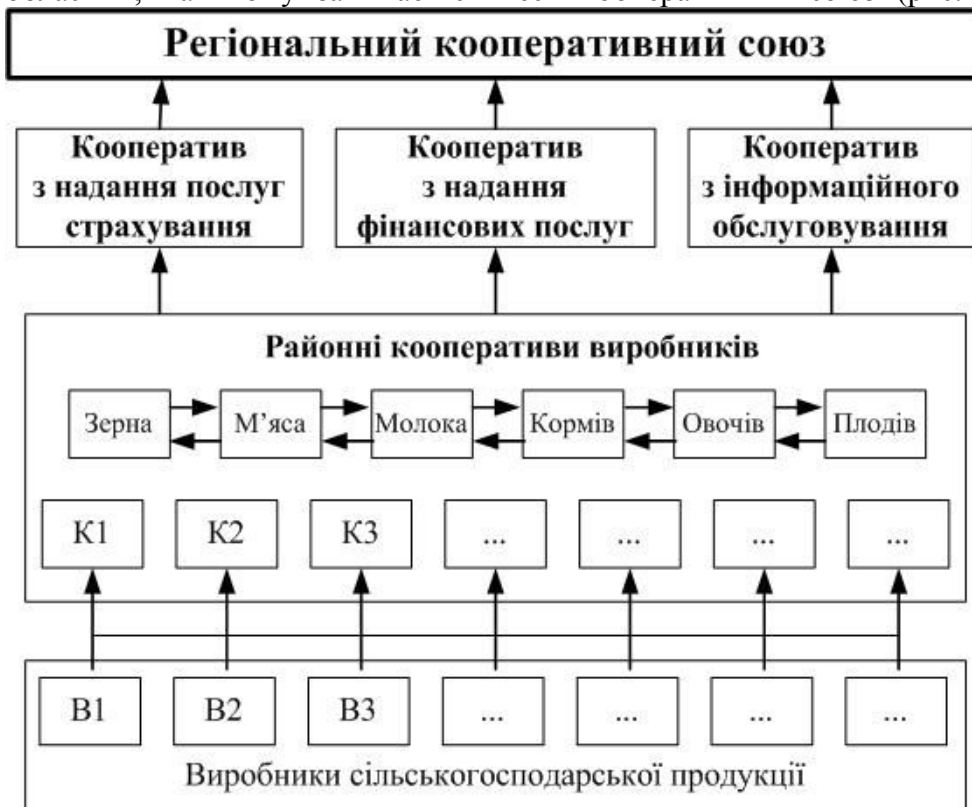 Регіональний кооперативний союз
Кооператив
з надання послуг
страхування
Кооператив
з надання
фінансових послуг
Кооператив
з інформаційного
обслуговування
Районні кооперативи виробників
Зерна М’яса Молока Кормів Овочів Плодів
К1 К2 К3 ... ... ... ...
В1 В2 В3 ... ... ... ...
Виробники сільськогосподарської продукції